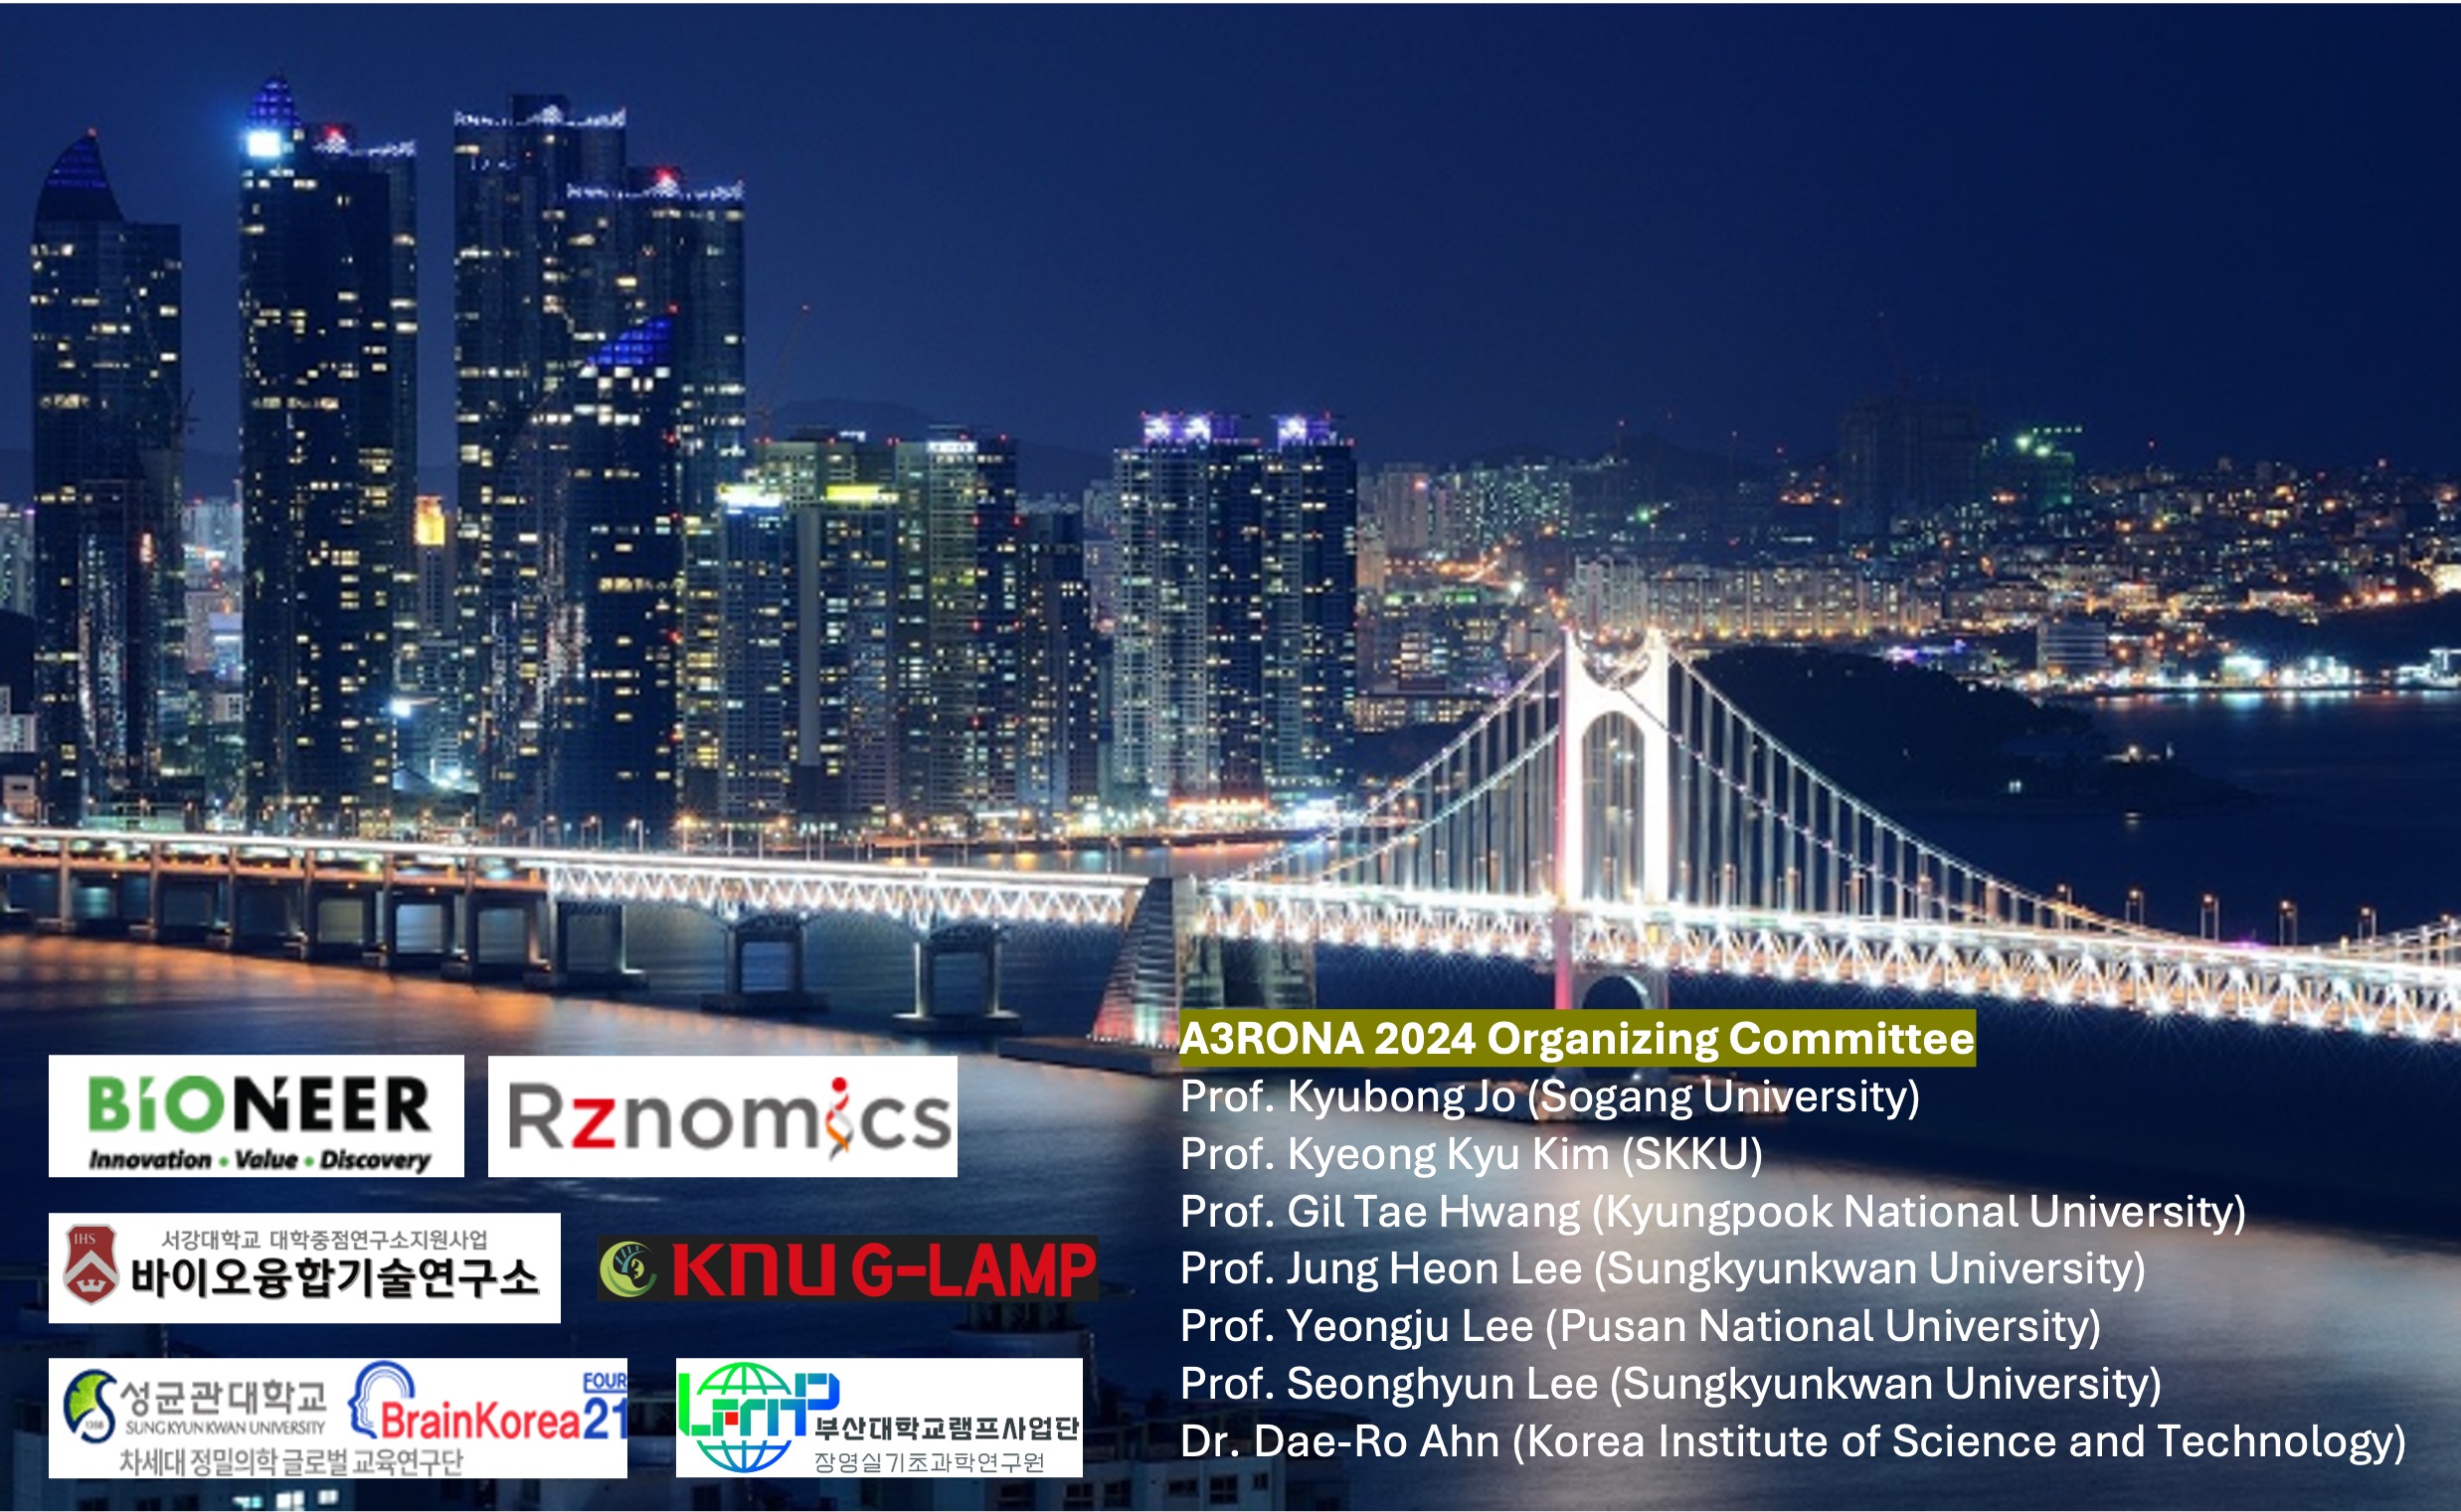 A3RONA 2024 Organizing Committee
Prof. Kyubong Jo (Sogang University)
Prof. Kyeong Kyu Kim (SKKU)
Prof. Gil Tae Hwang (Kyungpook National University)
Prof. Jung Heon Lee (Sungkyunkwan University)
Prof. Yeongju Lee (Pusan National University)
Prof. Seonghyun Lee (Sungkyunkwan University)
Dr. Dae-Ro Ahn (Korea Institute of Science and Technology)
BiONEER
Innovation • Value • Discovery
Rznomics
IHS
서강대학교 대학중점연구소지원사업
바이오융합기술연구소
KNU G-LAMP
1398
성균관대학교
SUNG KYUN KWAN UNIVERSITY
FOUR
BrainKorea21
차세대 정밀의학 글로벌 교육연구단
LAMP
부산대학교램프사업단
장영실기초과학연구원